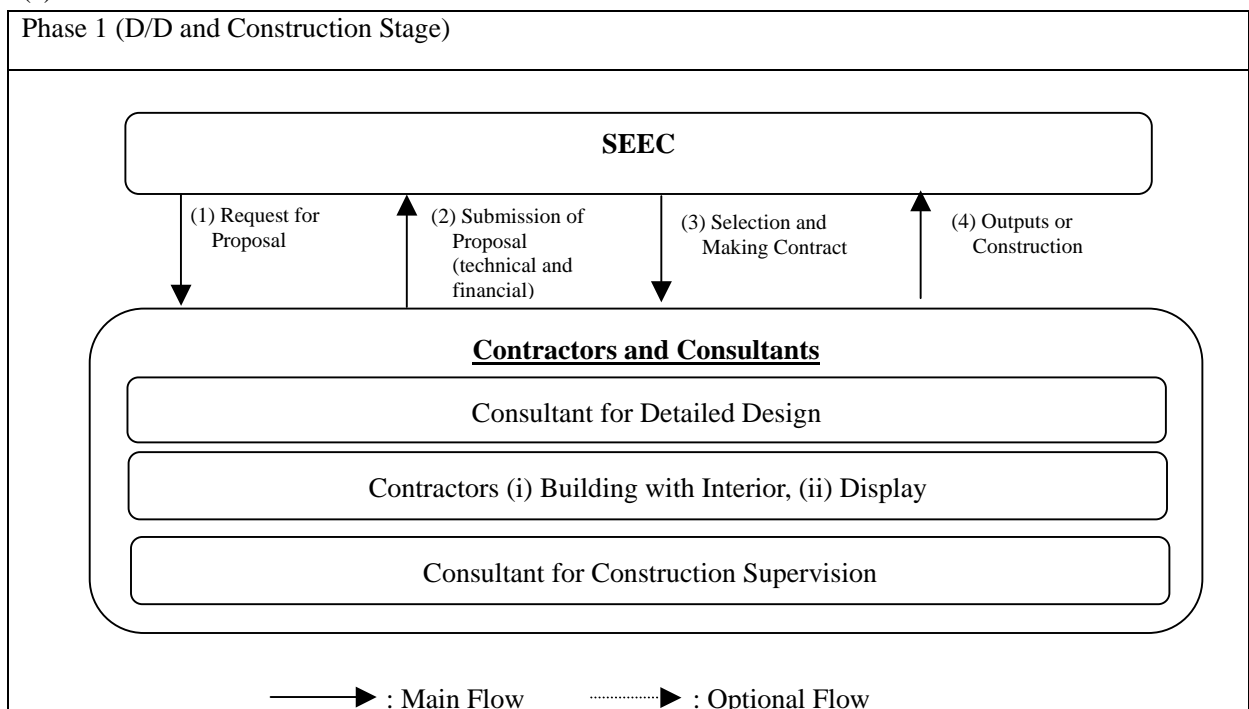 Phase 1 (D/D and Construction Stage)
SEEC
(1) Request for
Proposal
(2) Submission of
Proposal
(technical and
financial)
(3) Selection and
Making Contract
(4) Outputs or
Construction
Contractors and Consultants
Consultant for Detailed Design
Contractors (i) Building with Interior, (ii) Display
Consultant for Construction Supervision
: Main Flow : Optional Flow